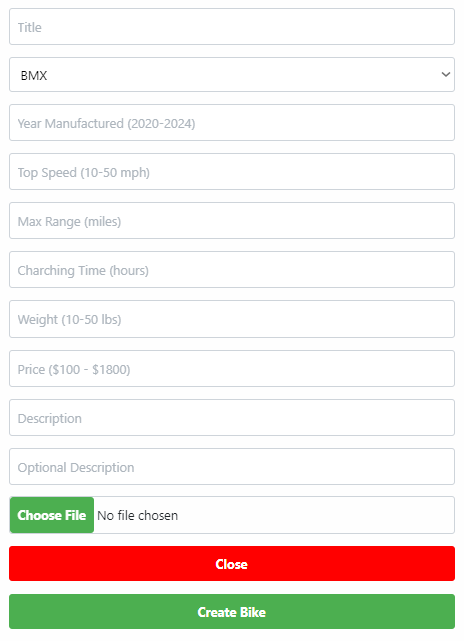 Title
BMX
Year Manufactured (2020-2024)
Top Speed (10-50 mph)
Max Range (miles)
Charching Time (hours)
Weight (10-50 lbs)
Price ($100 - $1800)
Description
Optional Description
Choose File No file chosen
Close
Create Bike